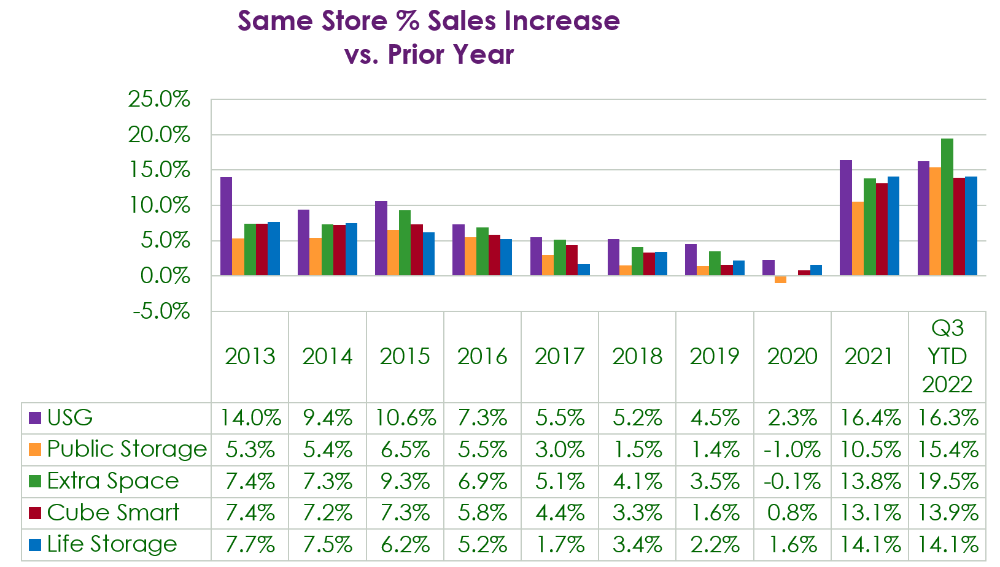 Same Store % Sales Increase
vs. Prior Year
25.0%
20.0%
15.0%
10.0%
5.0%
0.0%
-5.0%
2013 2014 2015 2016 2017 2018 2019 2020 2021 Q3 YTD 2022
USG 14.0% 9.4% 10.6% 7.3% 5.5% 5.2% 4.5% 2.3% 16.4% 16.3%
Public Storage 5.3% 5.4% 6.5% 5.5% 3.0% 1.5% 1.4% -1.0% 10.5% 15.4%
Extra Space 7.4% 7.3% 9.3% 6.9% 5.1% 4.1% 3.5% -0.1% 13.8% 19.5%
Cube Smart 7.4% 7.2% 7.3% 5.8% 4.4% 3.3% 1.6% 0.8% 13.1% 13.9%
Life Storage 7.7% 7.5% 6.2% 5.2% 1.7% 3.4% 2.2% 1.6% 14.1% 14.1%